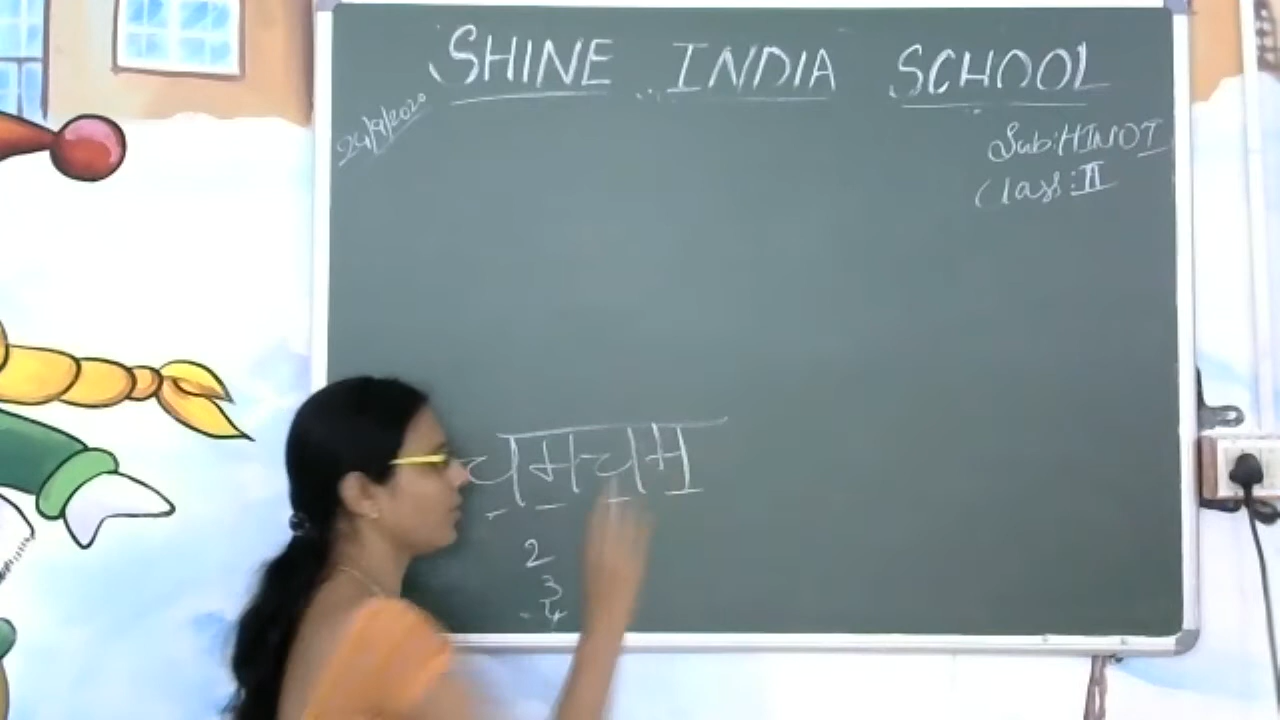 SHINE INDIA SCHOOL
24/9/2020
Sub:HINDI
Class:II
चमचम
2
3
4